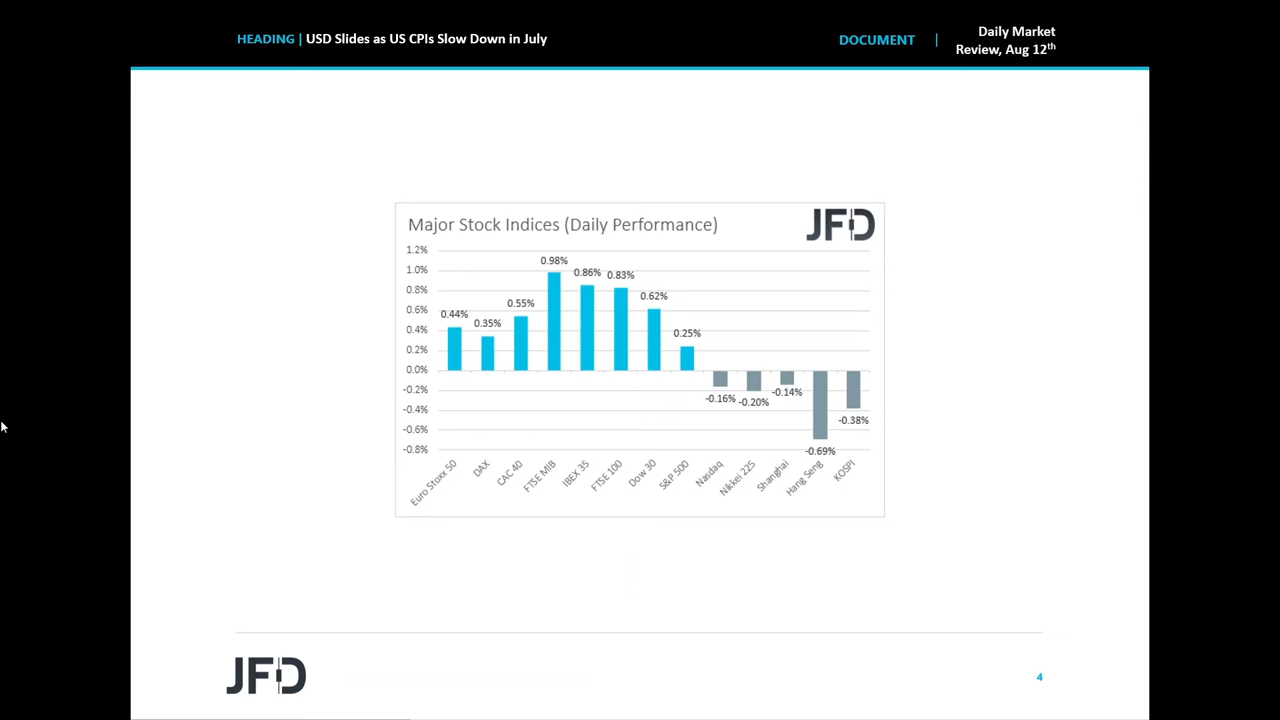 HEADING | USD Slides as US CPIs Slow Down in July
DOCUMENT | Daily Market
Review, Aug 12th
Major Stock Indices (Daily Performance)
JFD
1.2%
1.0%
0.8%
0.6%
0.4%
0.2%
0.0%
-0.2%
-0.4%
-0.6%
-0.8%
0.44%
0.35%
0.55%
0.98%
0.86%
0.83%
0.62%
0.25%
-0.16%
-0.20%
-0.14%
-0.69%
-0.38%
Euro Stoxx 50
DAX
CAC 40
FTSE MIB
IBEX 35
FTSE 100
Dow 30
S&P 500
Nasdaq
Nikkei 225
Shanghai
Hang Seng
KOSPI
JFD
4